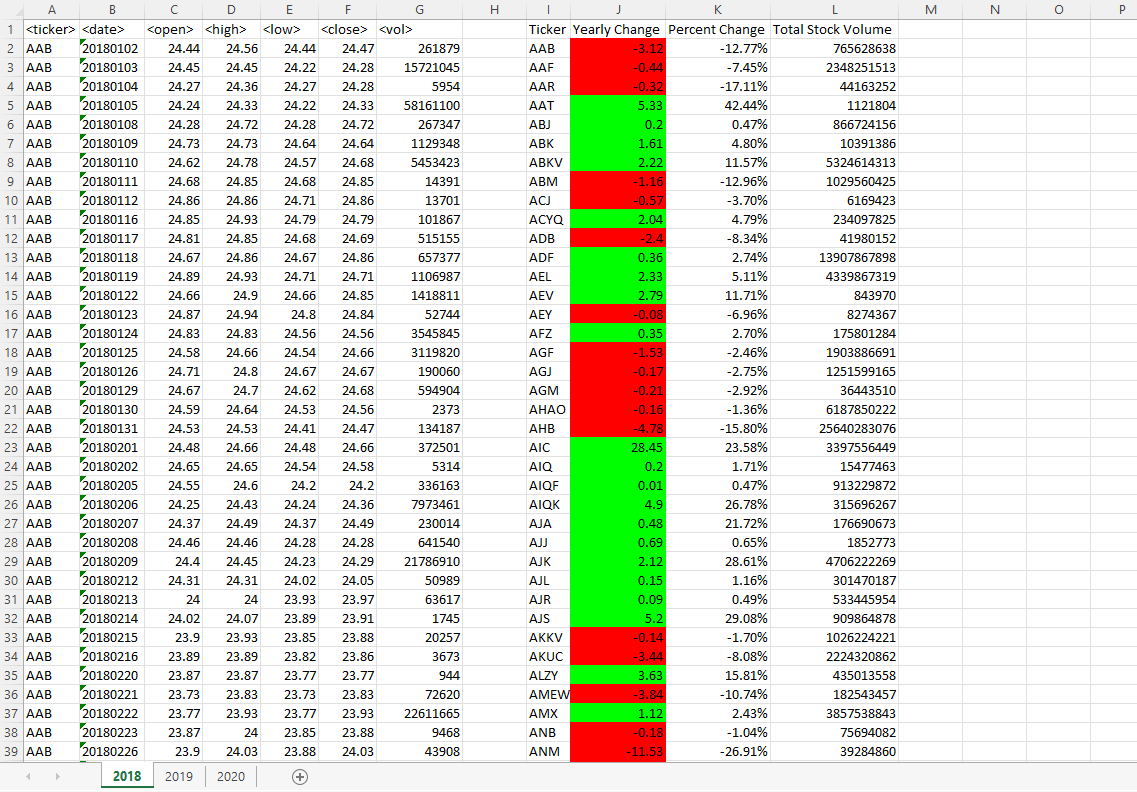 A B C D E F G H I J K L M N O P
1 <ticker> <date> <open> <high> <low> <close> <vol> Ticker Yearly Change Percent Change Total Stock Volume
2 AAB 20180102 24.44 24.56 24.44 24.47 261879 AAB -3.12 -12.77% 765628638
3 AAB 20180103 24.45 24.45 24.22 24.28 15721045 AAF -0.44 -7.45% 2348251513
4 AAB 20180104 24.27 24.36 24.27 24.28 5954 AAR -0.32 -17.11% 44163252
5 AAB 20180105 24.24 24.33 24.22 24.33 58161100 AAT 5.33 42.44% 1121804
6 AAB 20180108 24.28 24.72 24.28 24.72 267347 ABJ 0.2 0.47% 866724156
7 AAB 20180109 24.73 24.73 24.64 24.64 1129348 ABK 1.61 4.80% 10391386
8 AAB 20180110 24.62 24.78 24.57 24.68 5453423 ABKV 2.22 11.57% 5324614313
9 AAB 20180111 24.68 24.85 24.68 24.85 14391 ABM -1.16 -12.96% 1029560425
10 AAB 20180112 24.86 24.86 24.71 24.86 13701 ACJ -0.57 -3.70% 6169423
11 AAB 20180116 24.85 24.93 24.79 24.79 101867 ACYQ 2.04 4.79% 234097825
12 AAB 20180117 24.81 24.85 24.68 24.69 515155 ADB -2.4 -8.34% 41980152
13 AAB 20180118 24.67 24.86 24.67 24.86 657377 ADF 0.36 2.74% 13907867898
14 AAB 20180119 24.89 24.93 24.71 24.71 1106987 AEL 2.33 5.11% 4339867319
15 AAB 20180122 24.66 24.9 24.66 24.85 1418811 AEV 2.79 11.71% 843970
16 AAB 20180123 24.87 24.94 24.8 24.84 52744 AEY -0.08 -6.96% 8274367
17 AAB 20180124 24.83 24.83 24.56 24.56 3545845 AFZ 0.35 2.70% 175801284
18 AAB 20180125 24.58 24.66 24.54 24.66 3119820 AGF -1.53 -2.46% 1903886691
19 AAB 20180126 24.71 24.8 24.67 24.67 190060 AGJ -0.17 -2.75% 1251599165
20 AAB 20180129 24.67 24.7 24.62 24.68 594904 AGM -0.21 -2.92% 36443510
21 AAB 20180130 24.59 24.64 24.53 24.56 2373 AHAO -0.16 -1.36% 6187850222
22 AAB 20180131 24.53 24.53 24.41 24.47 134187 AHB -4.78 -15.80% 25640283076
23 AAB 20180201 24.48 24.66 24.48 24.66 372501 AIC 28.45 23.58% 3397556449
24 AAB 20180202 24.65 24.65 24.54 24.58 5314 AIQ 0.2 1.71% 15477463
25 AAB 20180205 24.55 24.6 24.2 24.2 336163 AIQF 0.01 0.47% 913229872
26 AAB 20180206 24.25 24.43 24.24 24.36 7973461 AIQK 4.9 26.78% 315696267
27 AAB 20180207 24.37 24.49 24.37 24.49 230014 AJA 0.48 21.72% 176690673
28 AAB 20180208 24.46 24.46 24.28 24.28 641540 AJJ 0.69 0.65% 1852773
29 AAB 20180209 24.4 24.45 24.23 24.29 21786910 AJK 2.12 28.61% 4706222269
30 AAB 20180212 24.31 24.31 24.02 24.05 50989 AJL 0.15 1.16% 301470187
31 AAB 20180213 24 24 23.93 23.97 63617 AJR 0.09 0.49% 533445954
32 AAB 20180214 24.02 24.07 23.89 23.91 1745 AJS 5.2 29.08% 909864878
33 AAB 20180215 23.9 23.93 23.85 23.88 20257 AKKV -0.14 -1.70% 1026224221
34 AAB 20180216 23.89 23.89 23.82 23.86 3673 AKUC -3.44 -8.08% 2224320862
35 AAB 20180220 23.87 23.87 23.77 23.77 944 ALZY 3.63 15.81% 435013558
36 AAB 20180221 23.73 23.83 23.73 23.83 72620 AMEW -3.84 -10.74% 182543457
37 AAB 20180222 23.77 23.93 23.77 23.93 22611665 AMX 1.12 2.43% 3857538843
38 AAB 20180223 23.87 24 23.85 23.88 9468 ANB -0.18 -1.04% 75694082
39 AAB 20180226 23.9 24.03 23.88 24.03 43908 ANM -11.53 -26.91% 39284860
2018 2019 2020